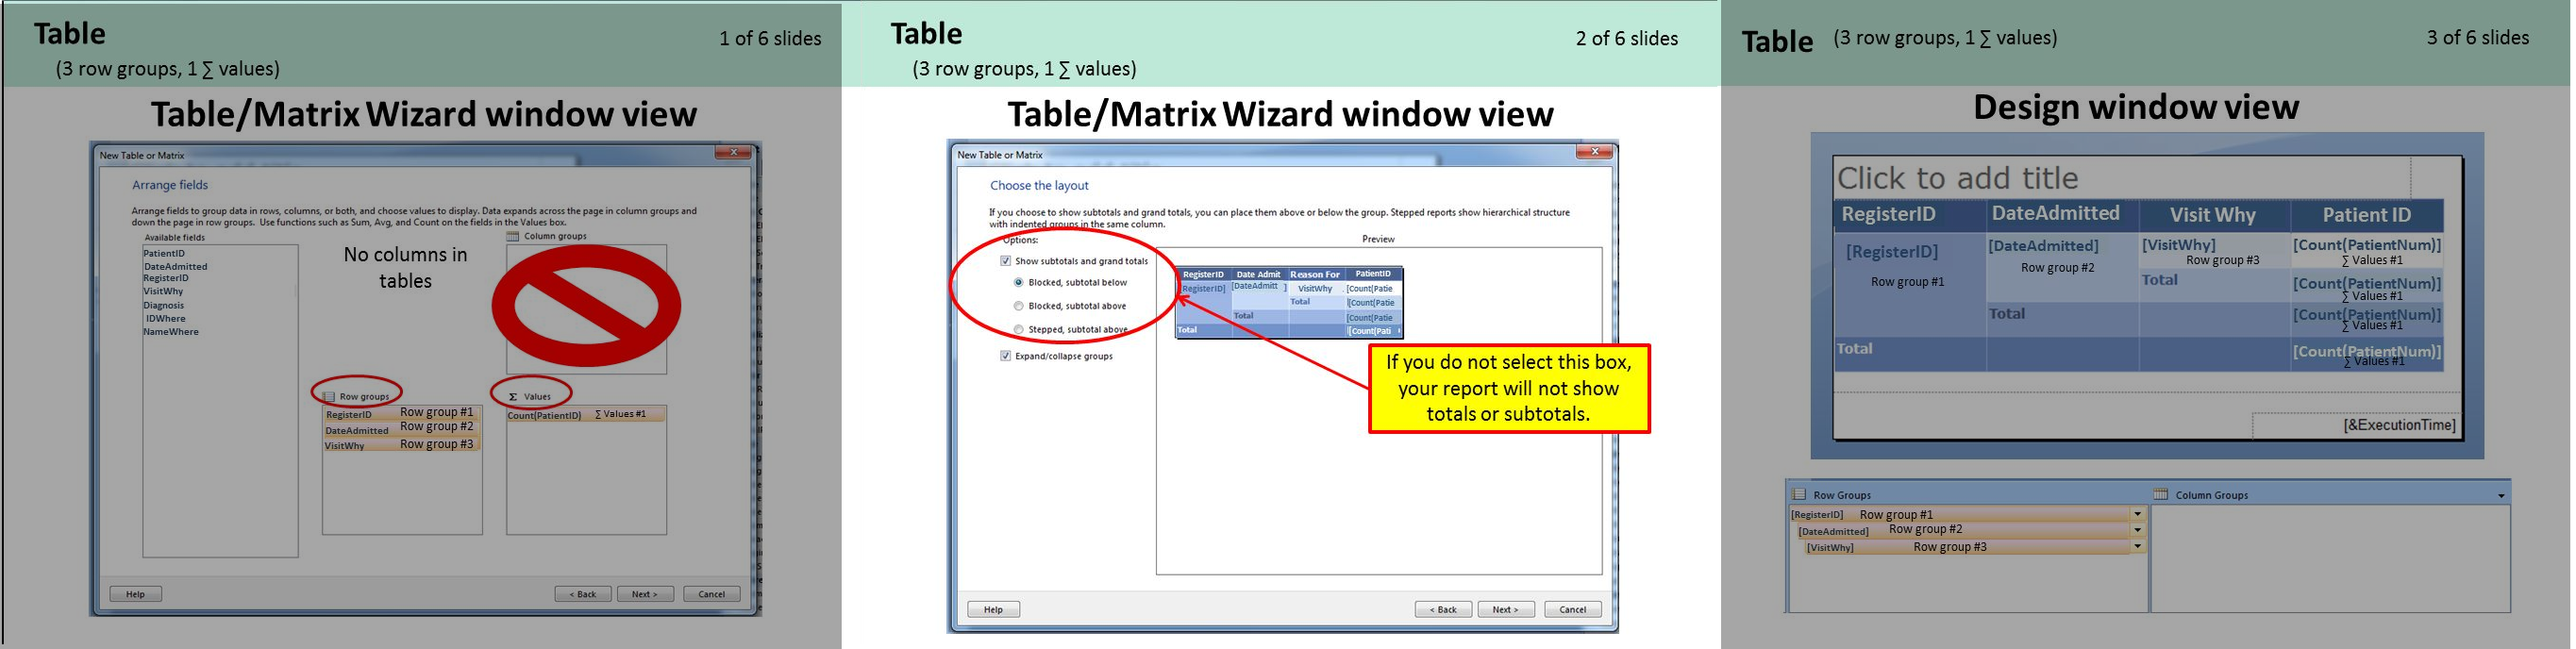 Table
1 of 6 slides
(3 row groups, 1 ∑ values)
Table/Matrix Wizard window view
New Table or Matrix
Arrange fields
Arrange fields to group data in rows, columns, or both, and choose values to display. Data expands across the page in column groups and
down the page in row groups. Use functions such as Sum, Avg, and Count on the fields in the Values box.
Available fields
Column groups
PatientID
DateAdmitted
RegisterID
VisitWhy
Diagnosis
IDWhere
NameWhere
No columns in
tables
Row groups
RegisterID Row group #1
DateAdmitted Row group #2
VisitWhy Row group #3
Σ Values
Count(PatientID) ∑ Values #1
Help
< Back
Next >
Cancel
Table
2 of 6 slides
(3 row groups, 1 ∑ values)
Table/Matrix Wizard window view
New Table or Matrix
Choose the layout
If you choose to show subtotals and grand totals, you can place them above or below the group. Stepped reports show hierarchical structure
with indented groups in the same column.
Options:
Preview
Show subtotals and grand totals
Blocked, subtotal below
Blocked, subtotal above
Stepped, subtotal above
Expand/collapse groups
RegisterID Date Admit Reason For PatientID
[RegisterID] [DateAdmitt ] VisitWhy [Count(Patie
Total [Count(Patie
Total [Count(Patie
Total [Count(Pati
If you do not select this box,
your report will not show
totals or subtotals.
Help
< Back
Next >
Cancel
Table (3 row groups, 1 ∑ values)
3 of 6 slides
Design window view
Click to add title
RegisterID DateAdmitted Visit Why Patient ID
[RegisterID] [DateAdmitted] [VisitWhy] [Count(PatientNum)]
Row group #1 Row group #2 Row group #3 ∑ Values #1
Total [Count(PatientNum)]
∑ Values #1
Total [Count(PatientNum)]
∑ Values #1
Total [Count(PatientNum)]
∑ Values #1
[&ExecutionTime]
Row Groups
Column Groups
[RegisterID] Row group #1
[DateAdmitted] Row group #2
[VisitWhy] Row group #3